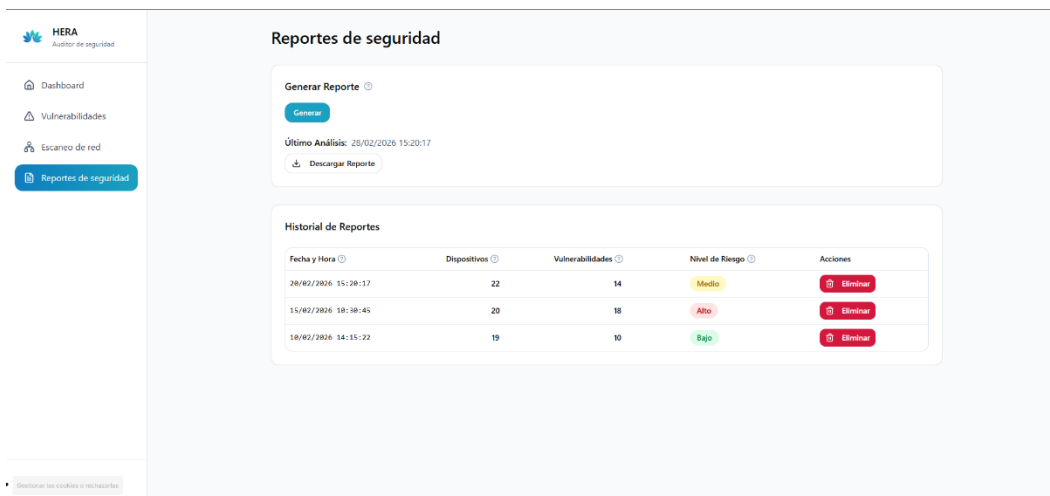 HERA
Auditor de seguridad
Dashboard
Vulnerabilidades
Escaneo de red
Reportes de seguridad
Gestionar las cookies o rechazarlas
Reportes de seguridad
Generar Reporte
Generar
Último Análisis: 28/02/2026 15:20:17
Descargar Reporte
Historial de Reportes
Fecha y Hora Dispositivos Vulnerabilidades Nivel de Riesgo Acciones
20/02/2026 15:20:17 22 14 Medio Eliminar
15/02/2026 10:30:45 20 18 Alto Eliminar
10/02/2026 14:15:22 19 10 Bajo Eliminar